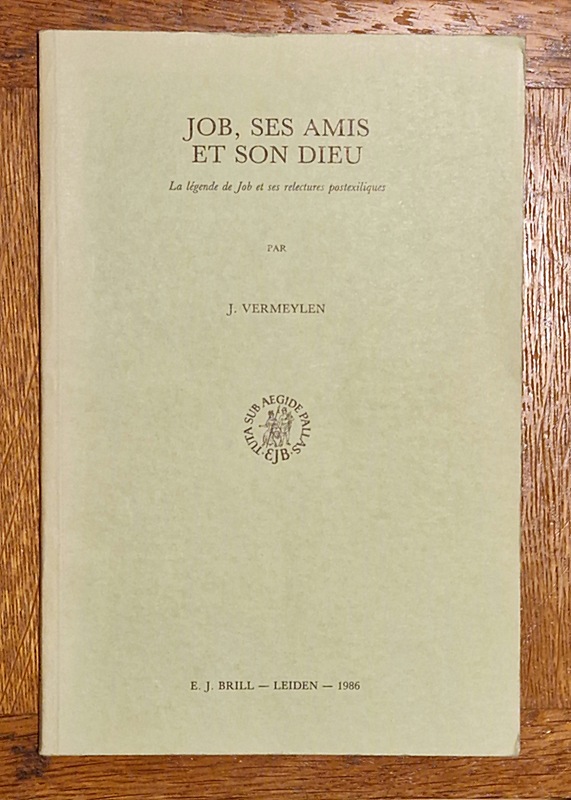 JOB, SES AMIS
ET SON DIEU
La légende de Job et ses relectures postexiliques
PAR
J. VERMEYLEN
TUTA SUB AEGIDE PALLAS
·EJB·
E. J. BRILL — LEIDEN — 1986